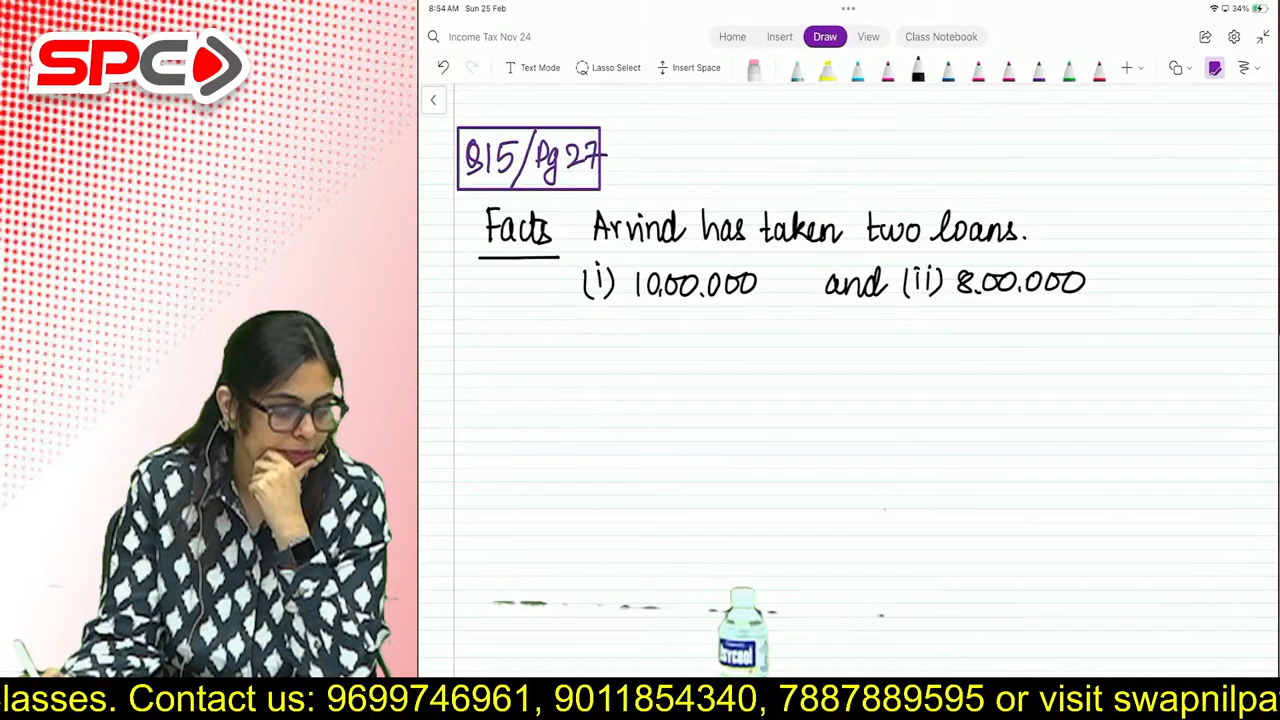 SPC
8:54 AM Sun 25 Feb
34%
Income Tax Nov 24
Home Insert Draw View Class Notebook
Text Mode Lasso Select Insert Space
Q15/Pg 27
Facts Arvind has taken two loans.
(i) 10,00,000 and (ii) 8,00,000
lasses. Contact us: 9699746961, 9011854340, 7887889595 or visit swapnilpa